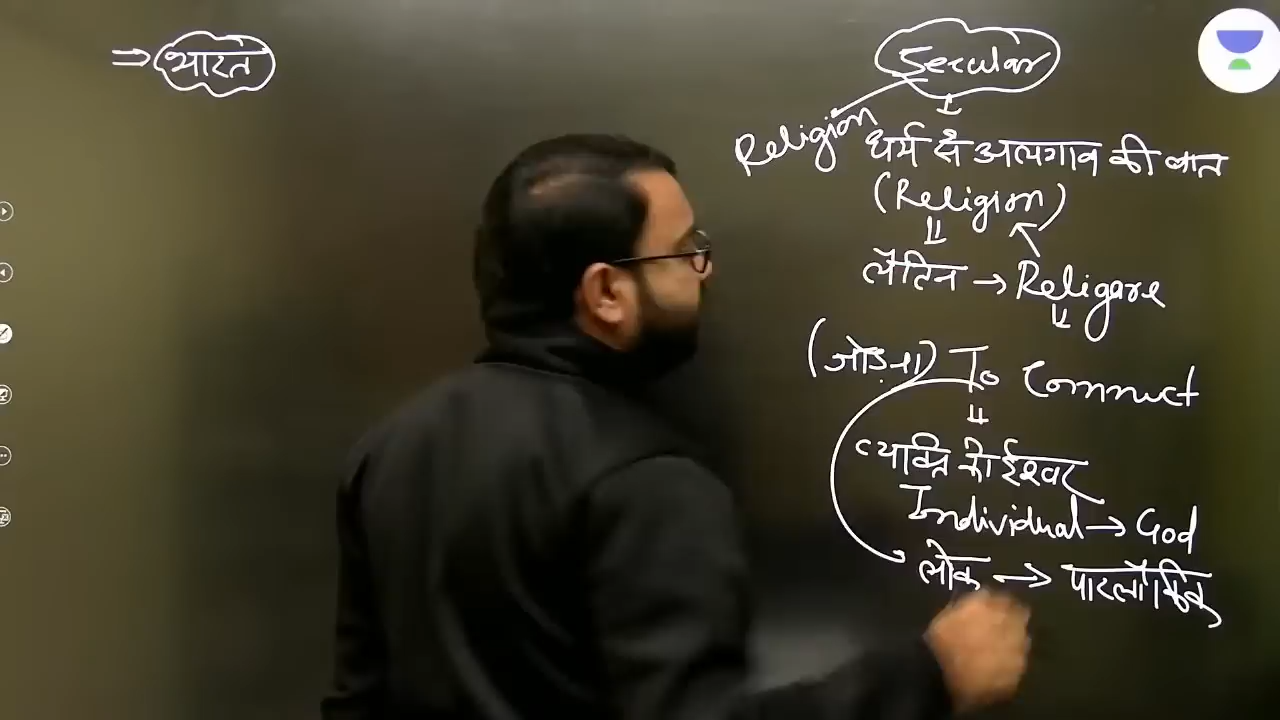 ⇒ भारत
Secular
Religion
धर्म से अलगाव की बात
(Religion)
लैटिन → Religare
(जोड़ना) To Connect
व्यक्ति को ईश्वर
Individual → God
लोक → पारलौकिक